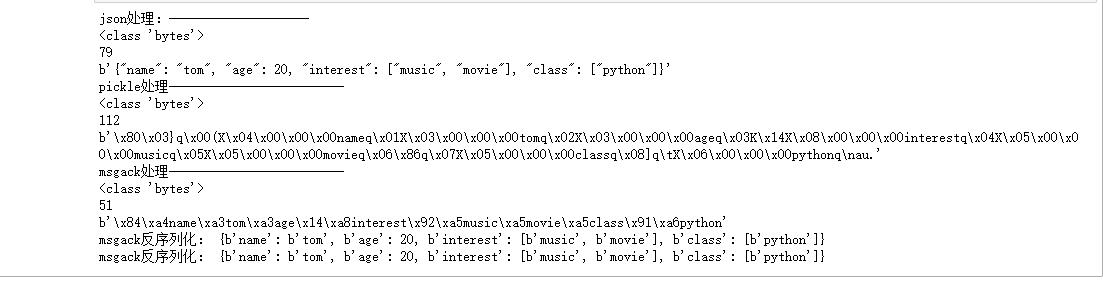 json处理：——————————
<class 'bytes'>
79
b'{"name": "tom", "age": 20, "interest": ["music", "movie"], "class": ["python"]}'
pickle处理—————————————
<class 'bytes'>
112
b'\x80\x03}q\x00(X\x04\x00\x00\x00nameq\x01X\x03\x00\x00\x00tomq\x02X\x03\x00\x00\x00ageq\x03K\x14X\x08\x00\x00\x00interestq\x04X\x05\x00\x0
0\x00musicq\x05X\x05\x00\x00\x00movieq\x06\x86q\x07X\x05\x00\x00\x00classq\x08]q\tX\x06\x00\x00\x00pythonq\nau.'
msgack处理—————————————
<class 'bytes'>
51
b'\x84\xa4name\xa3tom\xa3age\x14\xa8interest\x92\xa5music\xa5movie\xa5class\x91\xa6python'
msgack反序列化： {b'name': b'tom', b'age': 20, b'interest': [b'music', b'movie'], b'class': [b'python']}
msgack反序列化： {b'name': b'tom', b'age': 20, b'interest': [b'music', b'movie'], b'class': [b'python']}